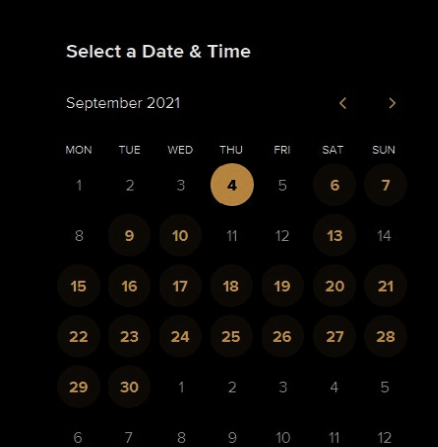 Select a Date & Time
September 2021
MON TUE WED THU FRI SAT SUN
1 2 3 4 5 6 7
8 9 10 11 12 13 14
15 16 17 18 19 20 21
22 23 24 25 26 27 28
29 30 1 2 3 4 5
6 7 8 9 10 11 12